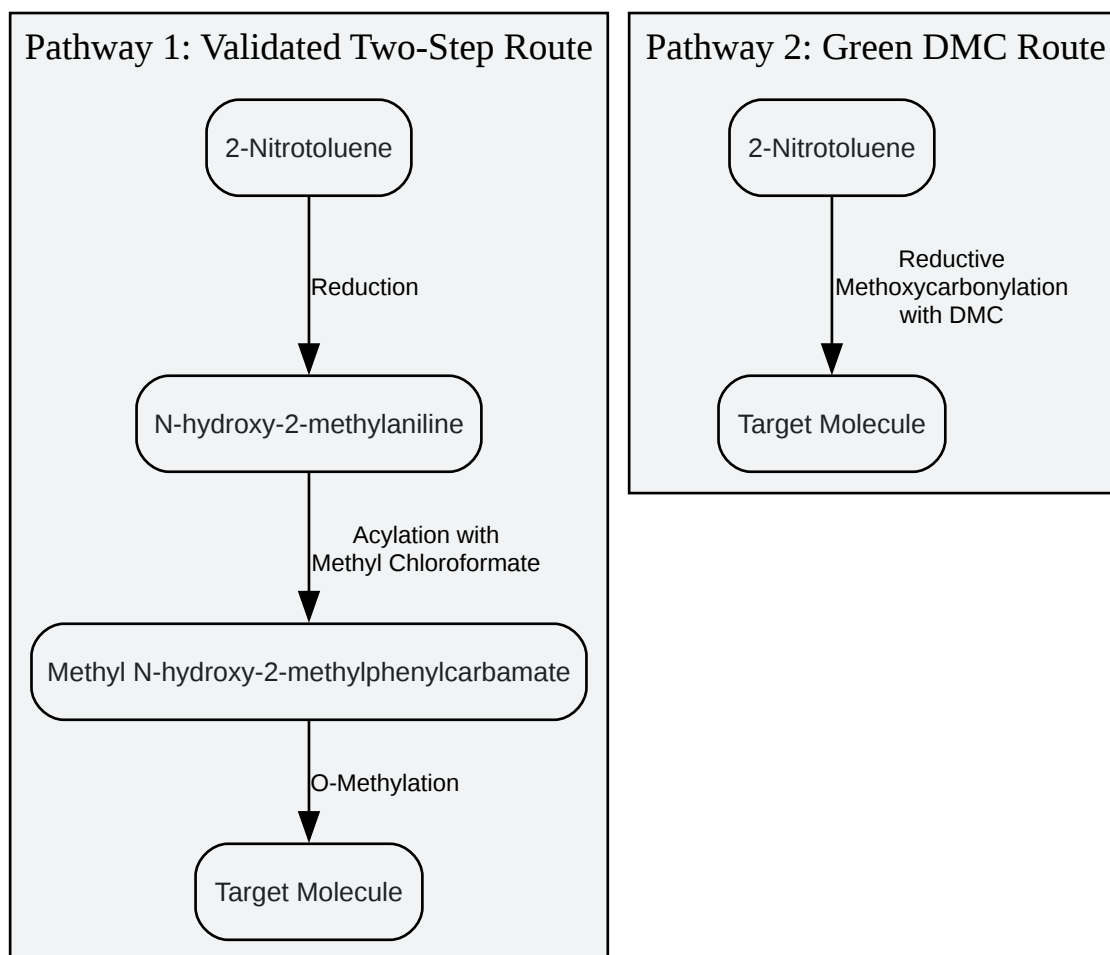 Pathway 1: Validated Two-Step Route
2-Nitrotoluene
Reduction
N-hydroxy-2-methylaniline
Acylation with
Methyl Chloroformate
Methyl N-hydroxy-2-methylphenylcarbamate
O-Methylation
Target Molecule
Pathway 2: Green DMC Route
2-Nitrotoluene
Reductive
Methoxycarbonylation
with DMC
Target Molecule